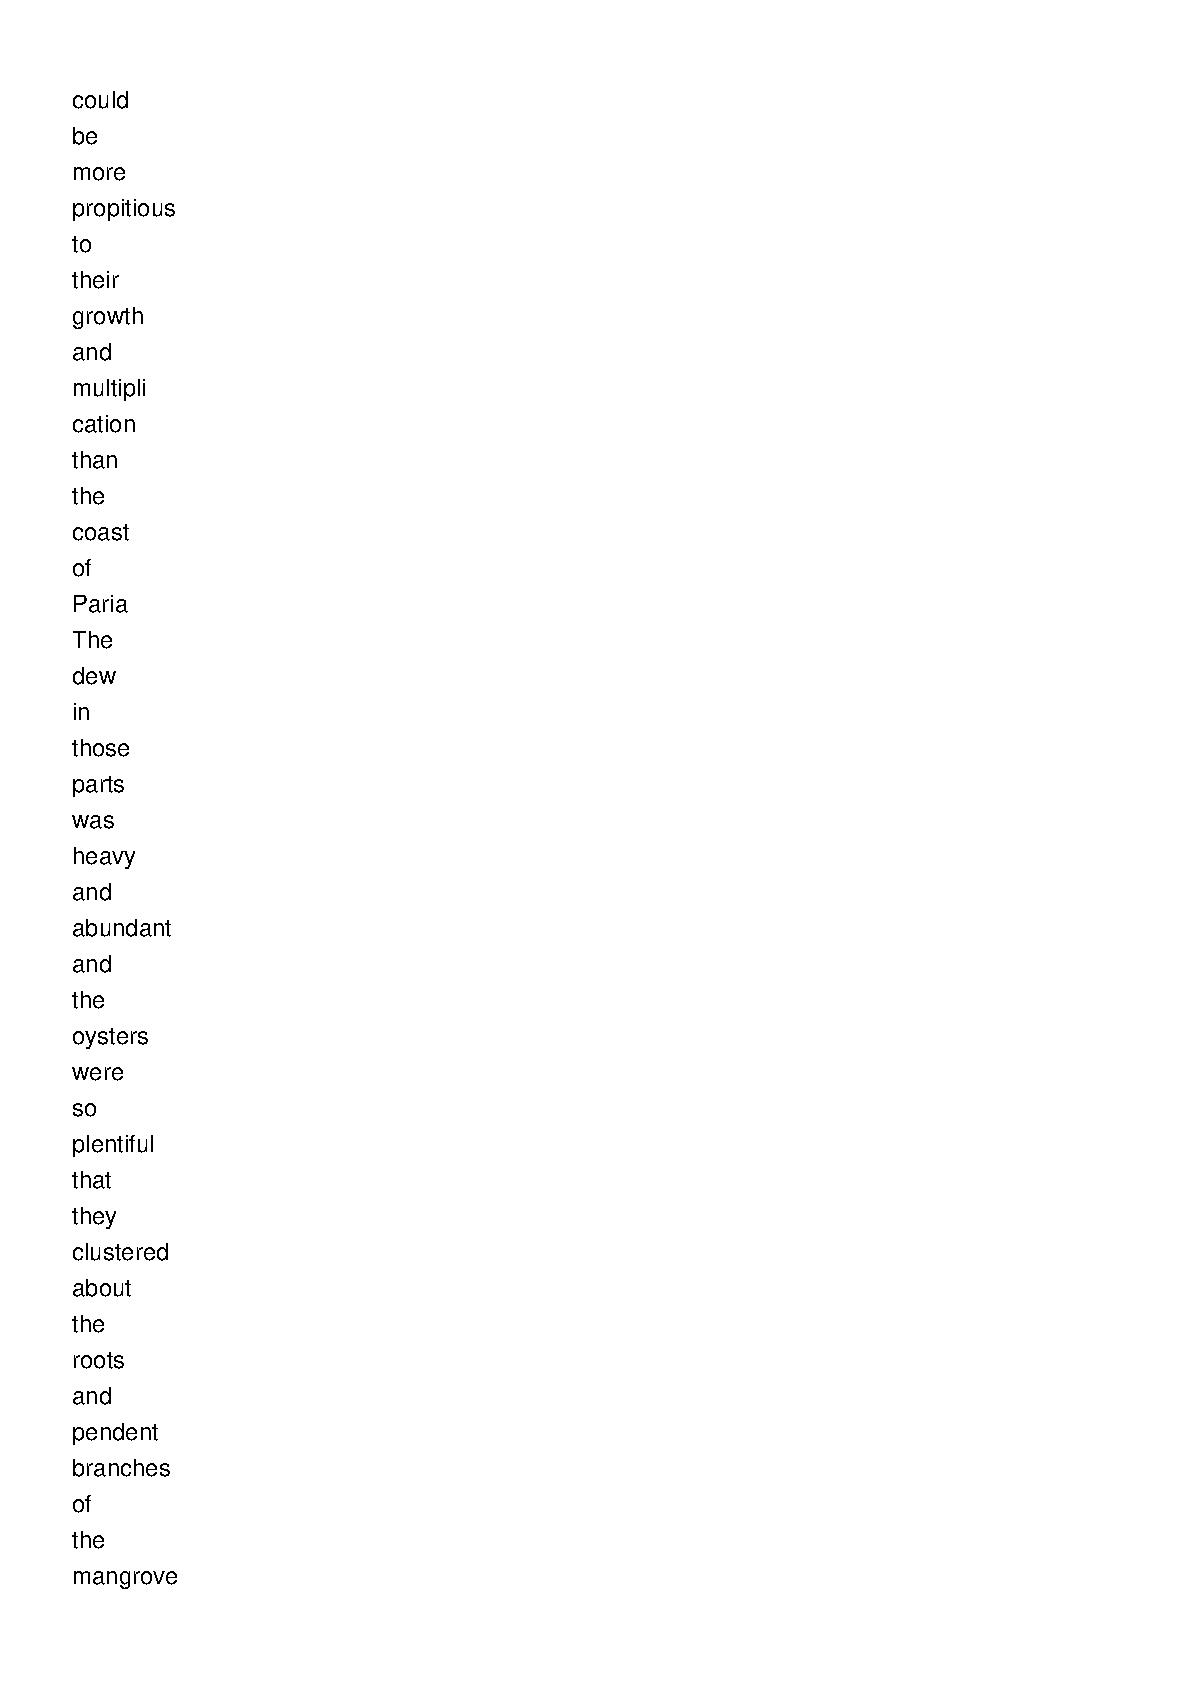 could
be
more
propitious
to
their
growth
and
multipli
cation
than
the
coast
of
Paria
The
dew
in
those
parts
was
heavy
and
abundant
and
the
oysters
were
so
plentiful
that
they
clustered
about
the
roots
and
pendent
branches
of
the
mangrove